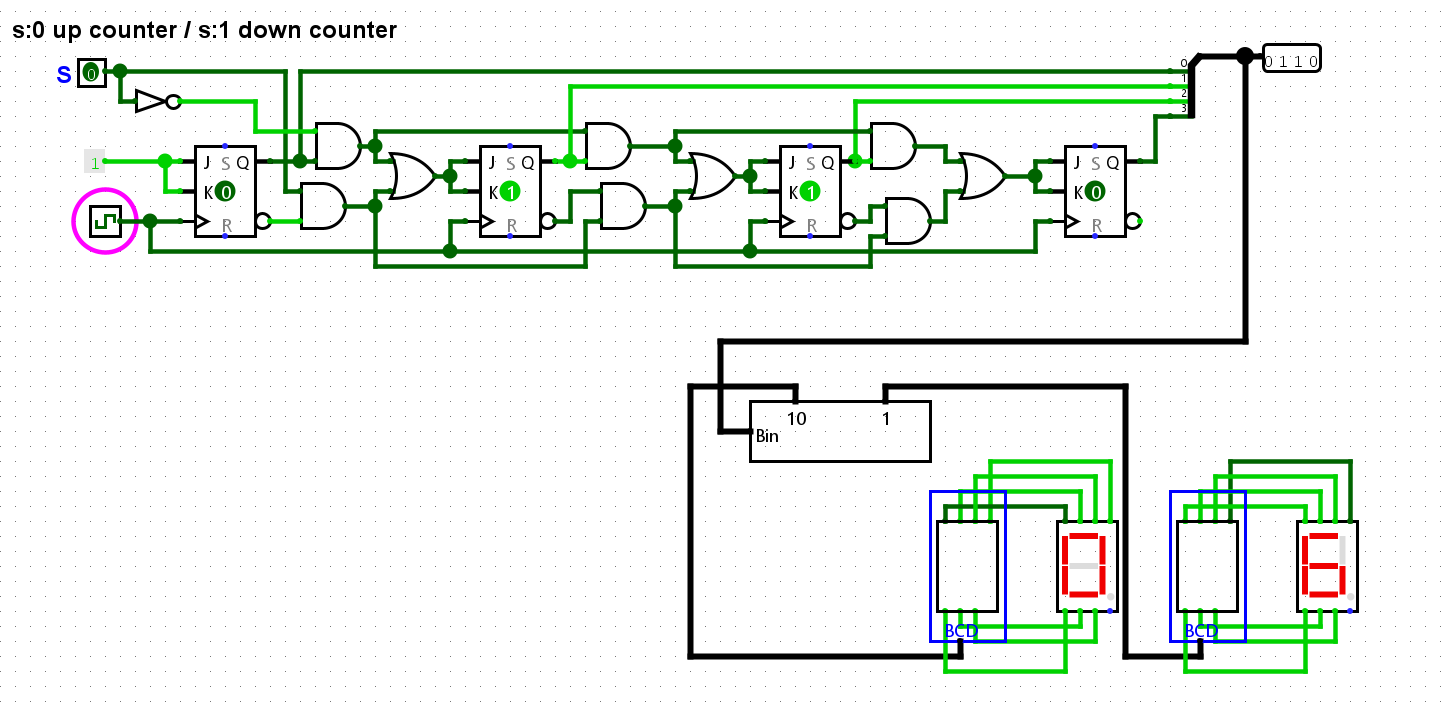 s:0 up counter / s:1 down counter
S 0
0 1 1 0
0
1
2
3
1
J S Q
K 0
R
J S Q
K 1
R
J S Q
K 1
R
J S Q
K 0
R
10 1
Bin
BCD
BCD